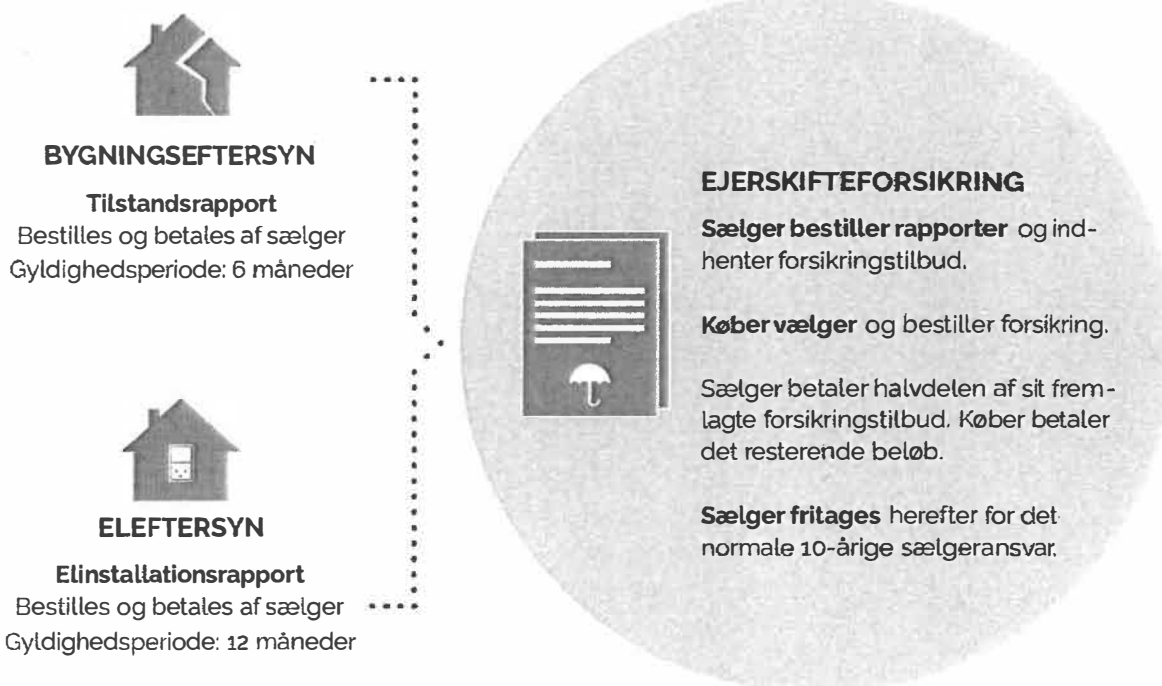 BYGNINGSEFTERSYN
Tilstandsrapport
Bestilles og betales af sælger
Gyldighedsperiode: 6 måneder
ELEFTERSYN
Elinstallationsrapport
Bestilles og betales af sælger
Gyldighedsperiode: 12 måneder
EJERSKIFTEFORSIKRING
Sælger bestiller rapporter og ind-
henter forsikringstilbud.
Køber vælger og bestiller forsikring.
Sælger betaler halvdelen af sit frem-
lagte forsikringstilbud. Køber betaler
det resterende beløb.
Sælger fritages herefter for det
normale 10-årige sælgeransvar.